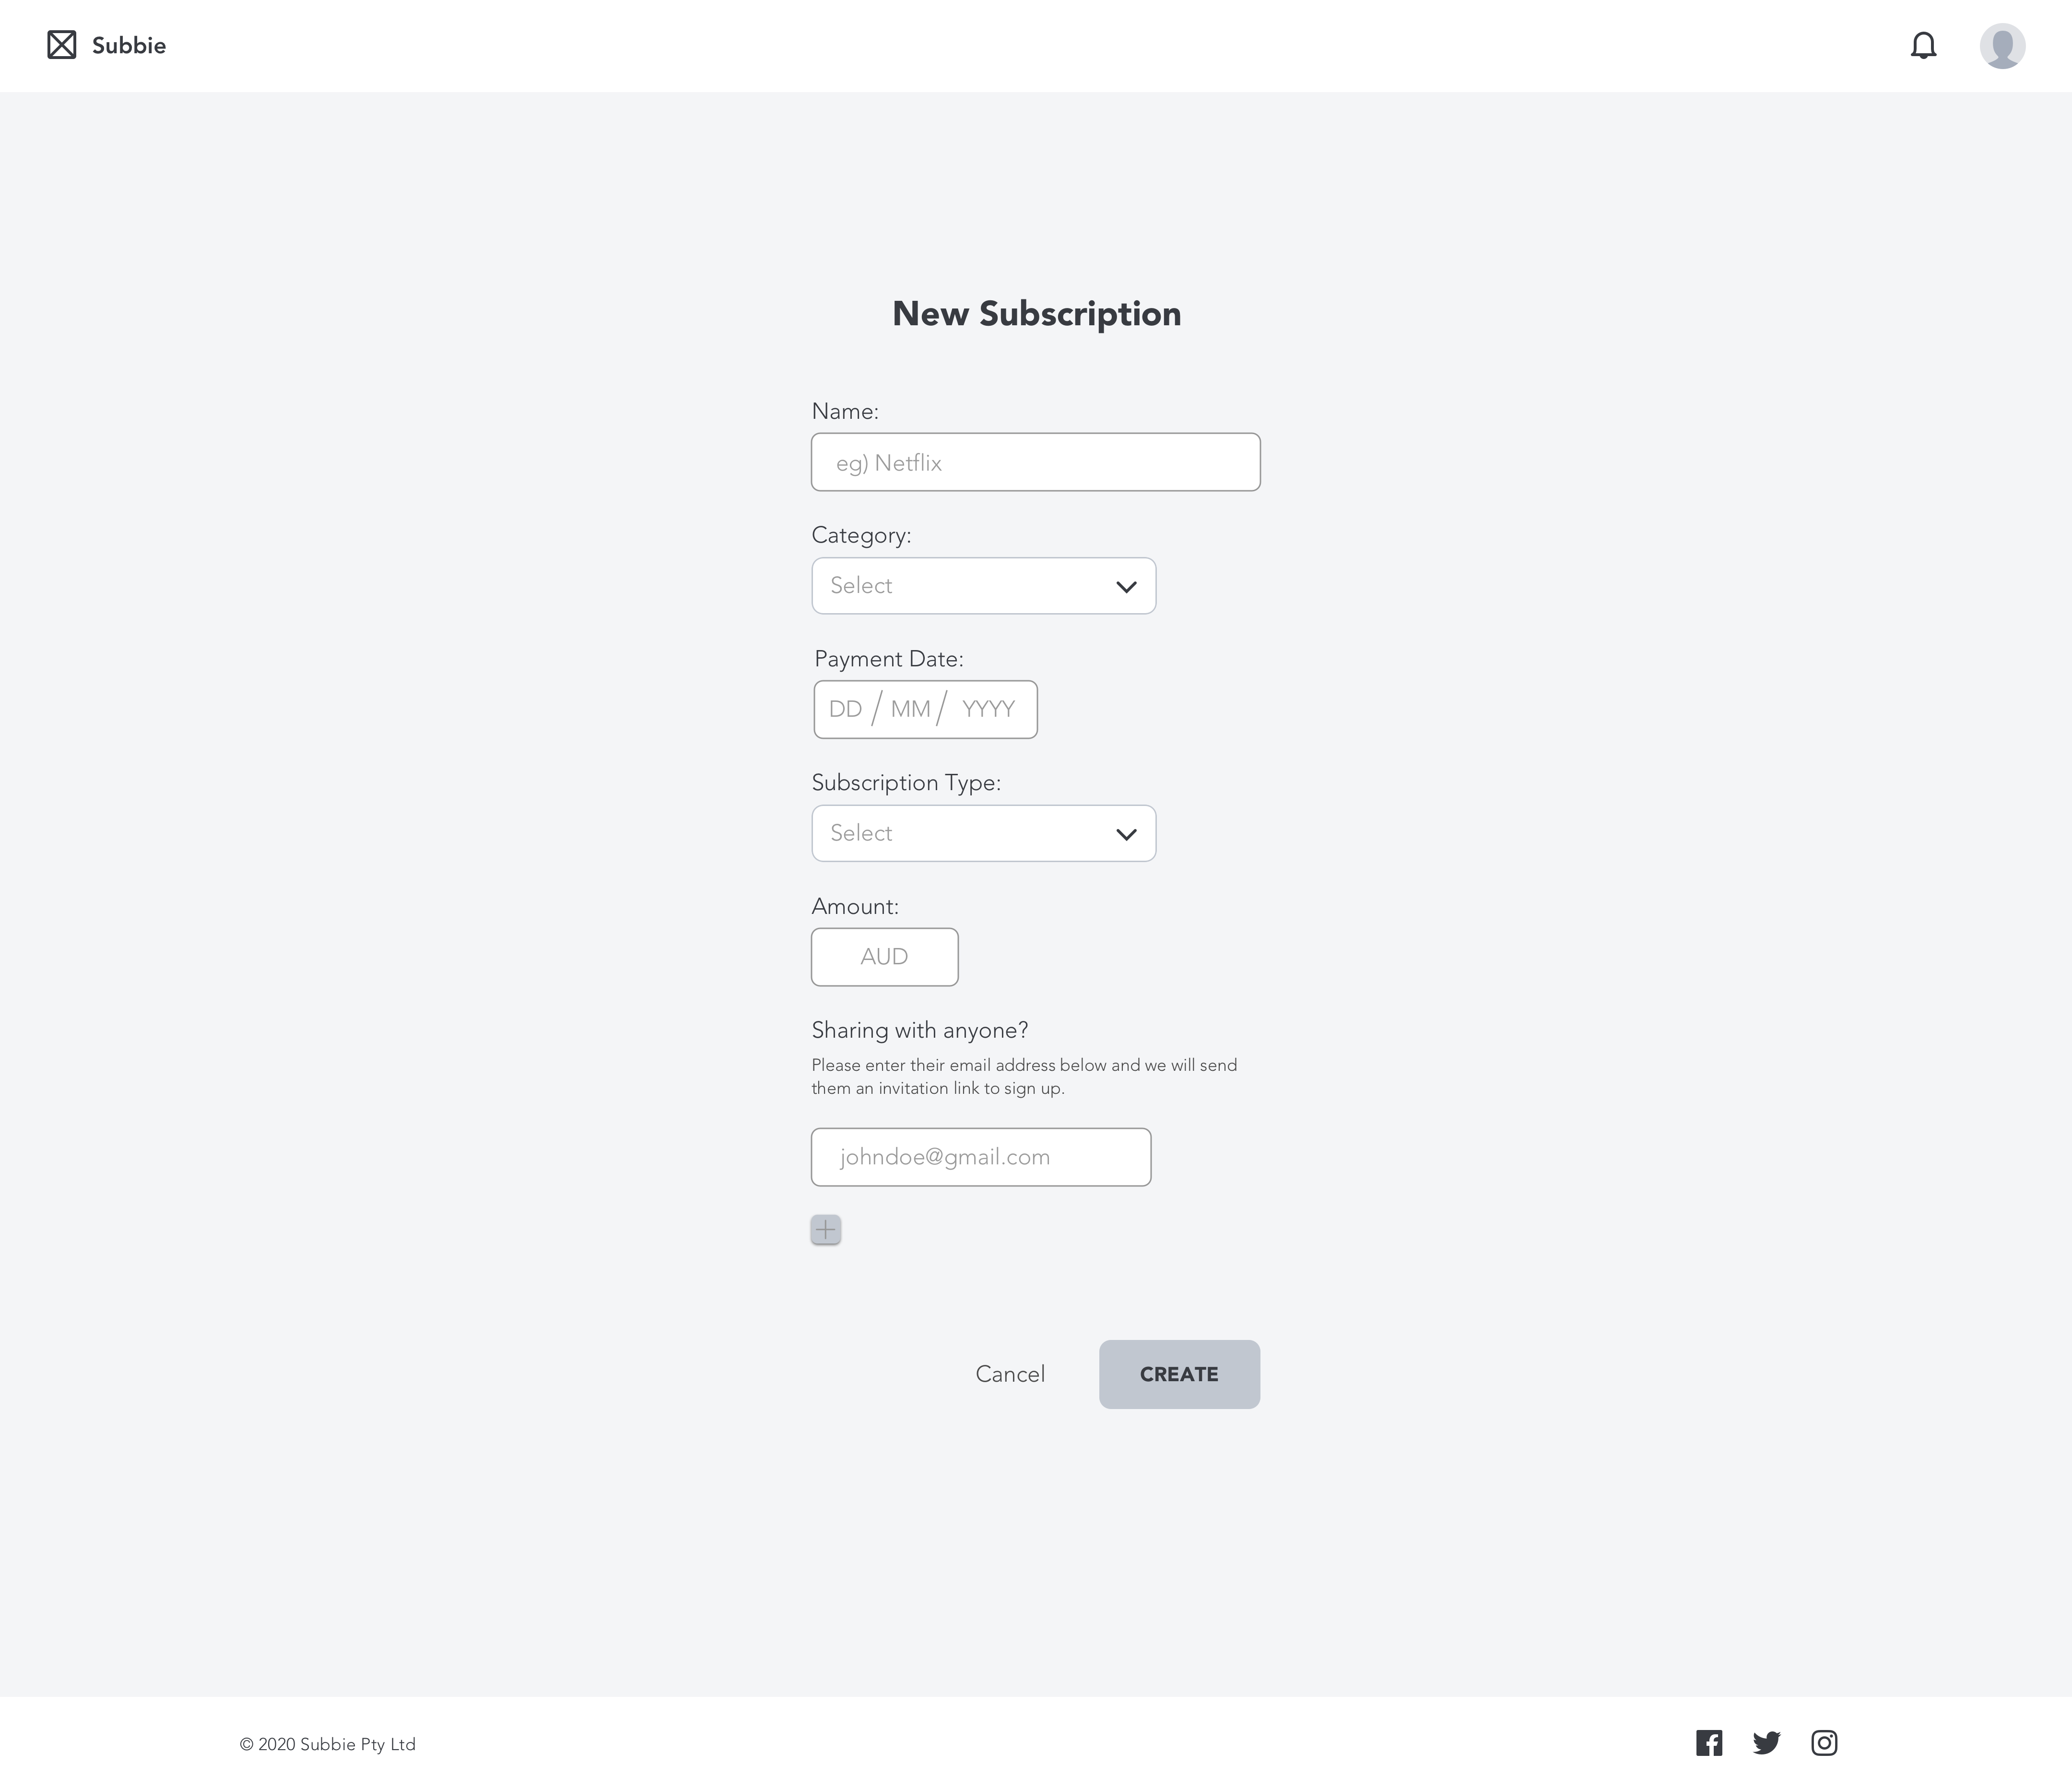 Subbie
New Subscription
Name:
eg) Netflix
Category:
Select
Payment Date:
DD / MM / YYYY
Subscription Type:
Select
Amount:
AUD
Sharing with anyone?
Please enter their email address below and we will send
them an invitation link to sign up.
johndoe@gmail.com
Cancel
CREATE
© 2020 Subbie Pty Ltd